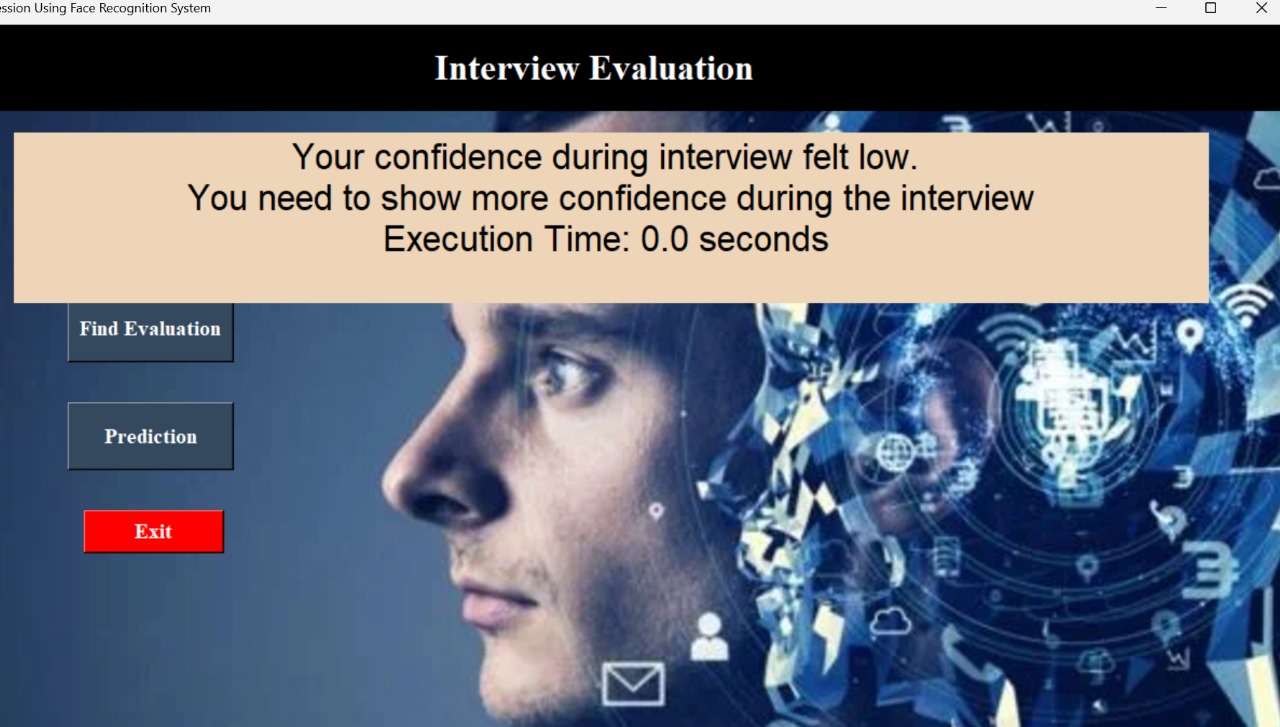 ession Using Face Recognition System
Interview Evaluation
Your confidence during interview felt low.
You need to show more confidence during the interview
Execution Time: 0.0 seconds
Find Evaluation
Prediction
Exit